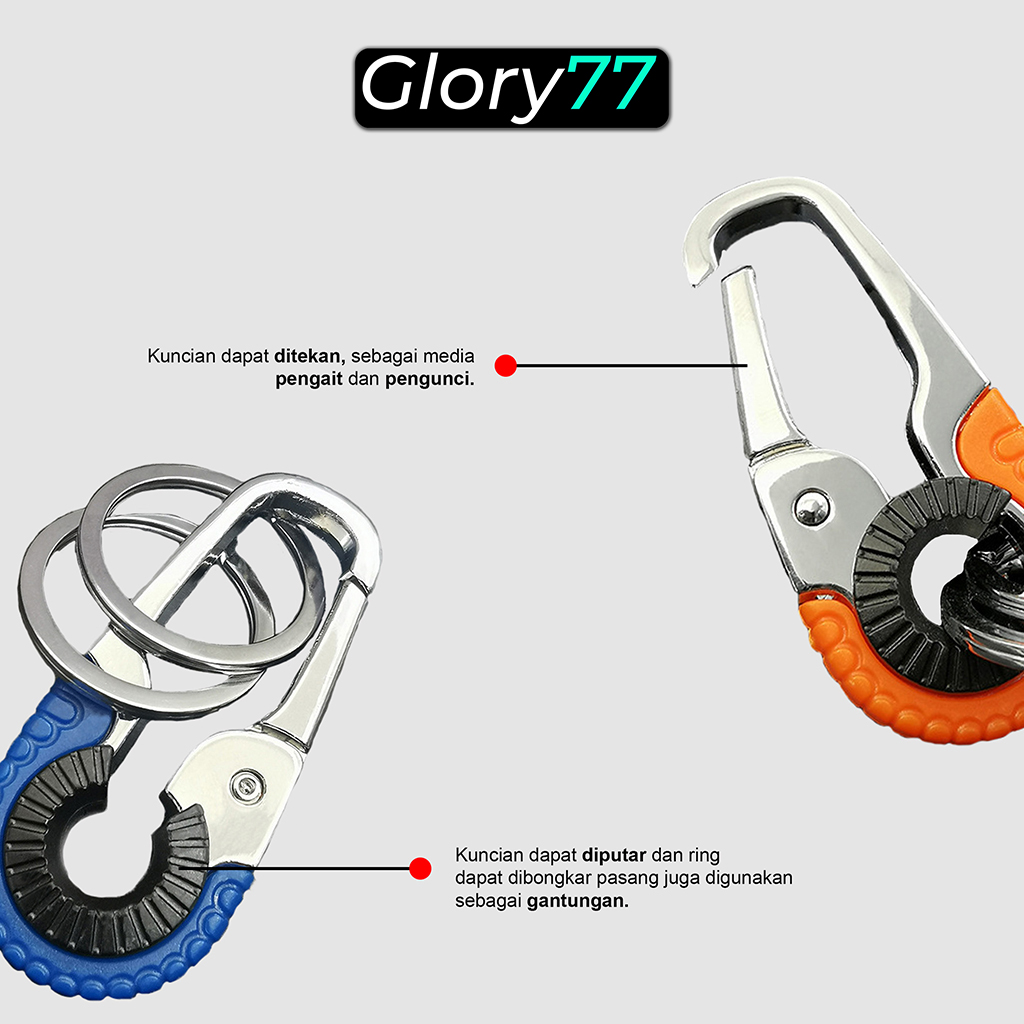 Glory77
Kuncian dapat ditekan, sebagai media
pengait dan pengunci.
Kuncian dapat diputar dan ring
dapat dibongkar pasang juga digunakan
sebagai gantungan.